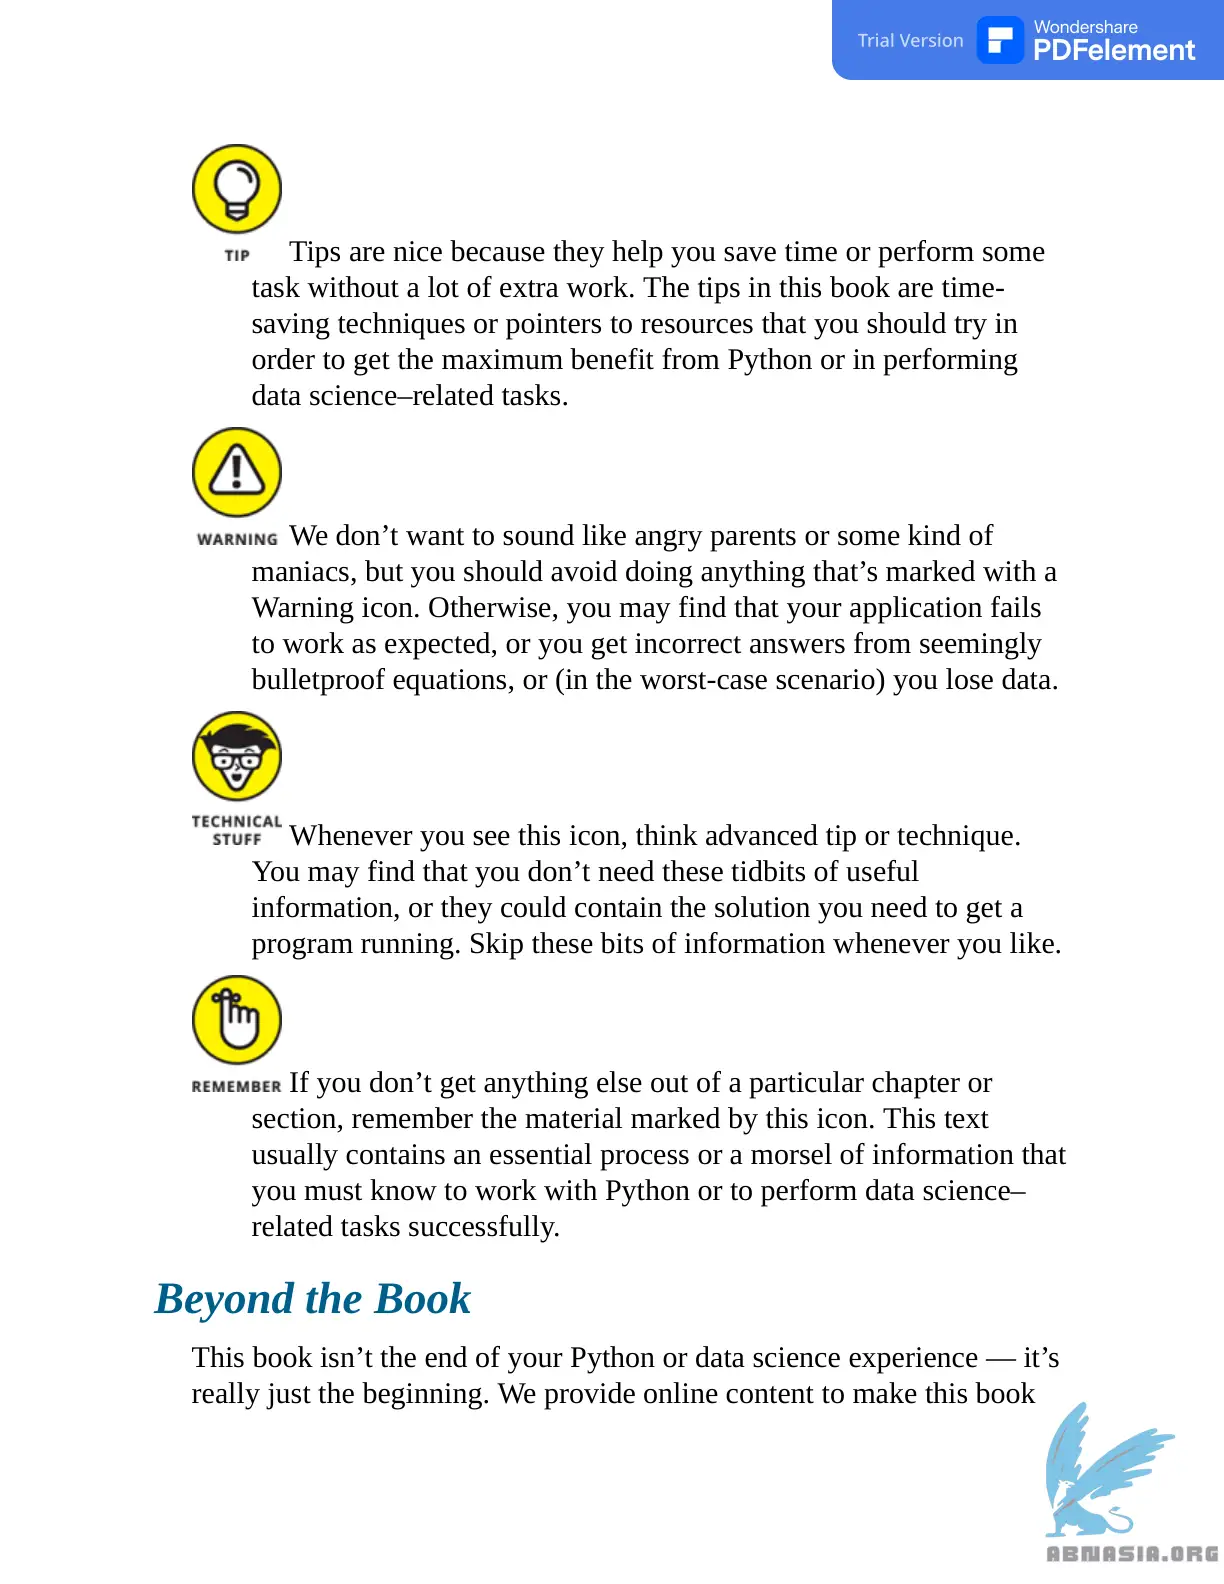 Trial Version
Wondershare
PDFelement
TIP
Tips are nice because they help you save time or perform some
task without a lot of extra work. The tips in this book are time-
saving techniques or pointers to resources that you should try in
order to get the maximum benefit from Python or in performing
data science–related tasks.
WARNING
We don’t want to sound like angry parents or some kind of
maniacs, but you should avoid doing anything that’s marked with a
Warning icon. Otherwise, you may find that your application fails
to work as expected, or you get incorrect answers from seemingly
bulletproof equations, or (in the worst-case scenario) you lose data.
TECHNICAL
STUFF
Whenever you see this icon, think advanced tip or technique.
You may find that you don’t need these tidbits of useful
information, or they could contain the solution you need to get a
program running. Skip these bits of information whenever you like.
REMEMBER
If you don’t get anything else out of a particular chapter or
section, remember the material marked by this icon. This text
usually contains an essential process or a morsel of information that
you must know to work with Python or to perform data science–
related tasks successfully.
Beyond the Book
This book isn’t the end of your Python or data science experience — it’s
really just the beginning. We provide online content to make this book
ABNASIA.ORG